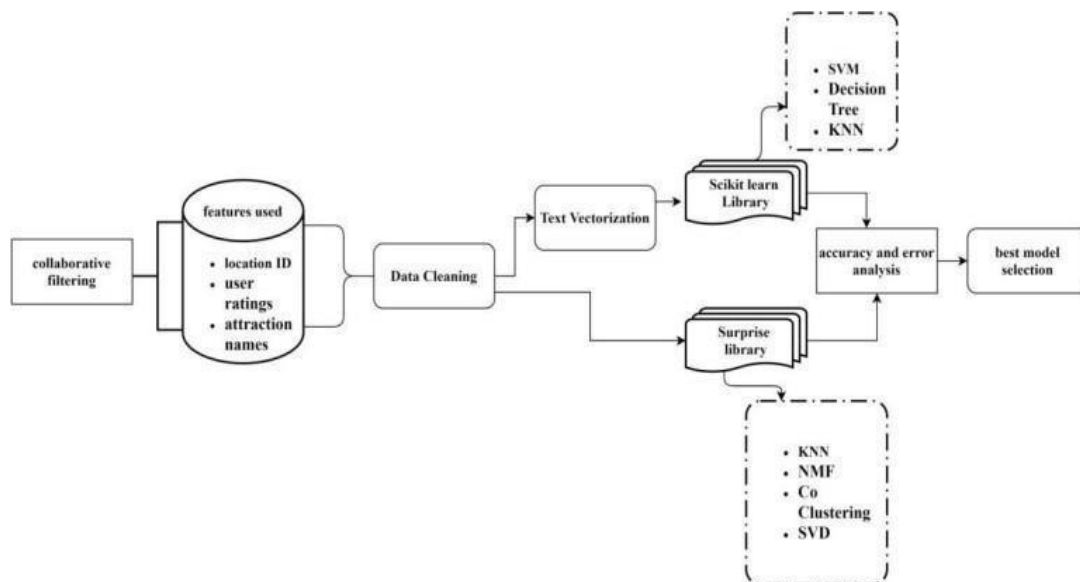 collaborative
filtering
features used
• location ID
• user
ratings
• attraction
names
Data Cleaning
Text Vectorization
Scikit learn
Library
• SVM
• Decision
Tree
• KNN
Surprise
library
• KNN
• NMF
• Co
Clustering
• SVD
accuracy and error
analysis
best model
selection